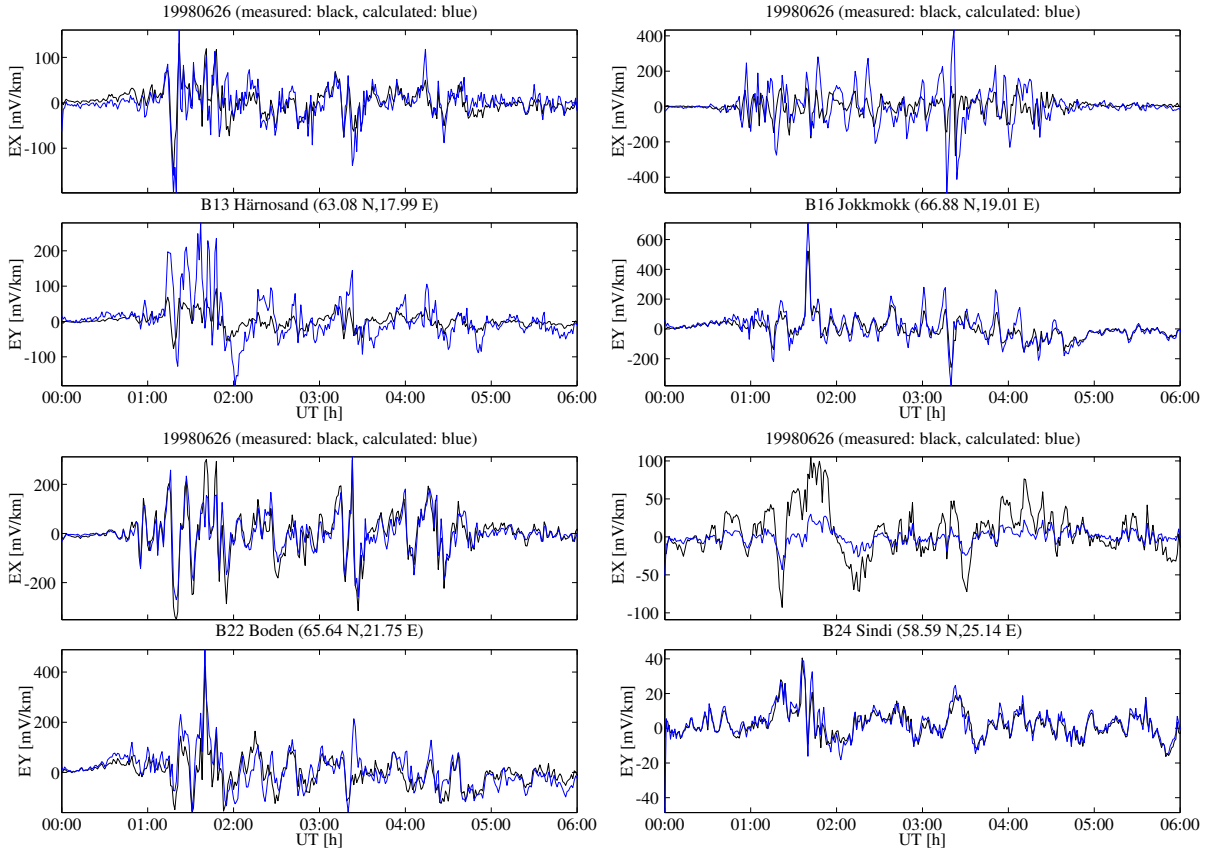 19980626 (measured: black, calculated: blue)
100
0
-100
EX [mV/km]
B13 Härnosand (63.08 N,17.99 E)
200
100
0
-100
EY [mV/km]
00:00 01:00 02:00 03:00 04:00 05:00 06:00
UT [h]
19980626 (measured: black, calculated: blue)
400
200
0
-200
-400
EX [mV/km]
B16 Jokkmokk (66.88 N,19.01 E)
600
400
200
0
-200
EY [mV/km]
00:00 01:00 02:00 03:00 04:00 05:00 06:00
UT [h]
19980626 (measured: black, calculated: blue)
200
0
-200
EX [mV/km]
B22 Boden (65.64 N,21.75 E)
400
200
0
EY [mV/km]
00:00 01:00 02:00 03:00 04:00 05:00 06:00
UT [h]
19980626 (measured: black, calculated: blue)
100
50
0
-50
-100
EX [mV/km]
B24 Sindi (58.59 N,25.14 E)
40
20
0
-20
-40
EY [mV/km]
00:00 01:00 02:00 03:00 04:00 05:00 06:00
UT [h]